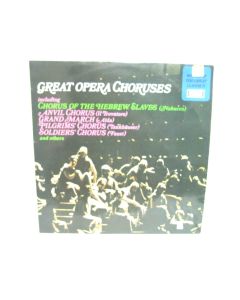 GREAT OPERA CHORUSES
including
CHORUS OF THE HEBREW SLAVES (Nabucco)
ANVIL CHORUS (Il Trovatore)
GRAND MARCH (Aida)
PILGRIMS' CHORUS (Tannhäuser)
SOLDIERS' CHORUS (Faust)
and others